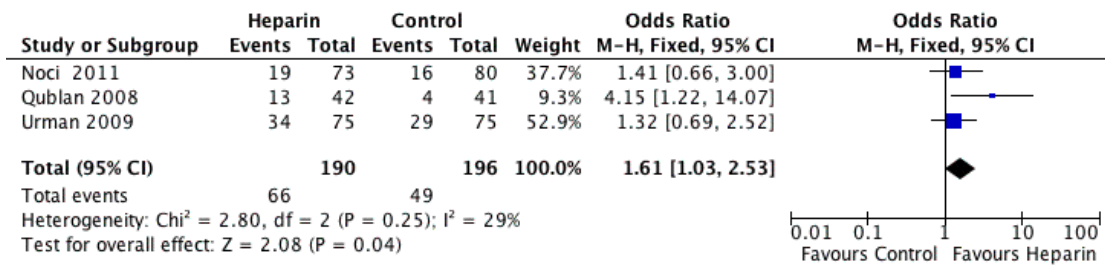 Heparin Control Odds Ratio Odds Ratio
Study or Subgroup Events Total Events Total Weight M-H, Fixed, 95% CI M-H, Fixed, 95% CI
Noci 2011 19 73 16 80 37.7% 1.41 [0.66, 3.00]
Qublan 2008 13 42 4 41 9.3% 4.15 [1.22, 14.07]
Urman 2009 34 75 29 75 52.9% 1.32 [0.69, 2.52]
Total (95% CI) 190 196 100.0% 1.61 [1.03, 2.53]
Total events 66 49
Heterogeneity: Chi² = 2.80, df = 2 (P = 0.25); I² = 29%
Test for overall effect: Z = 2.08 (P = 0.04)
0.01 0.1 1 10 100
Favours Control Favours Heparin